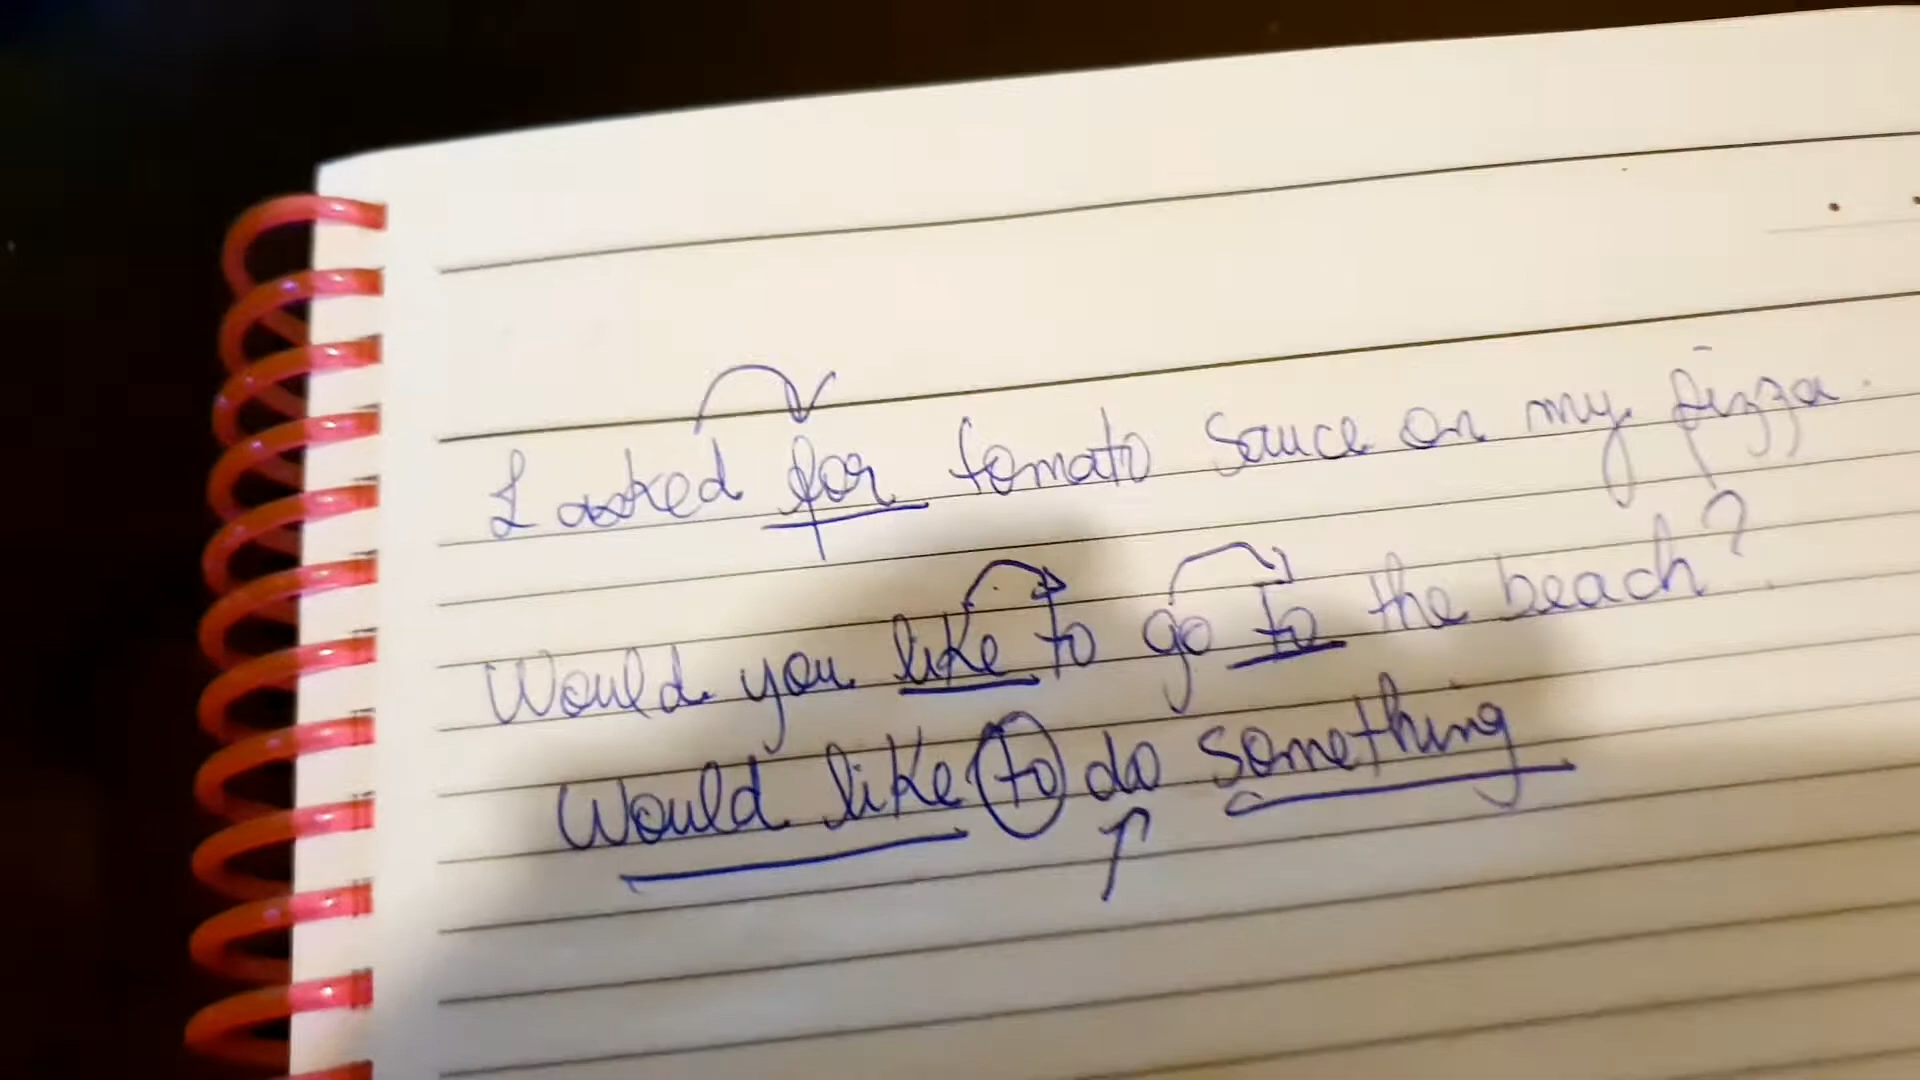 I asked for tomato sauce on my pizza.
Would you like to go to the beach?
Would like to do something